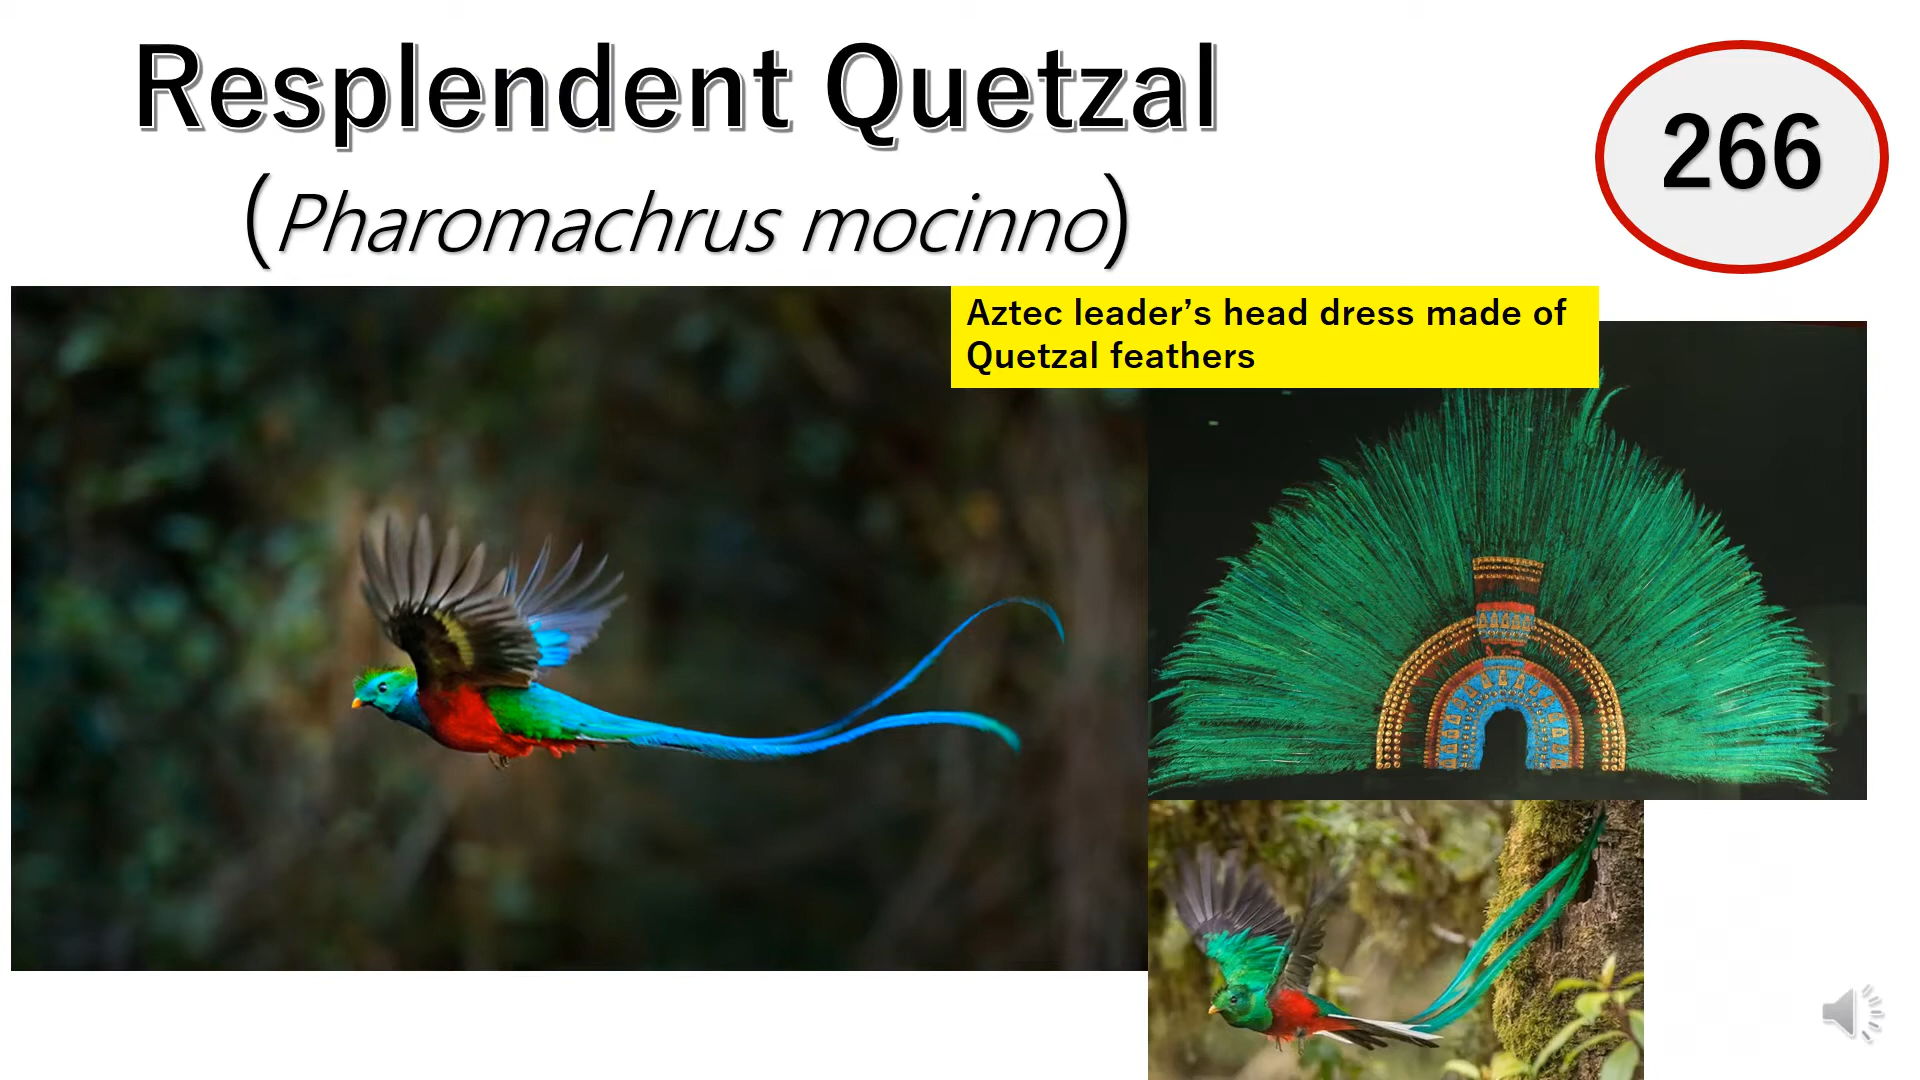 Resplendent Quetzal
(Pharomachrus mocinno)
266
Aztec leader’s head dress made of
Quetzal feathers